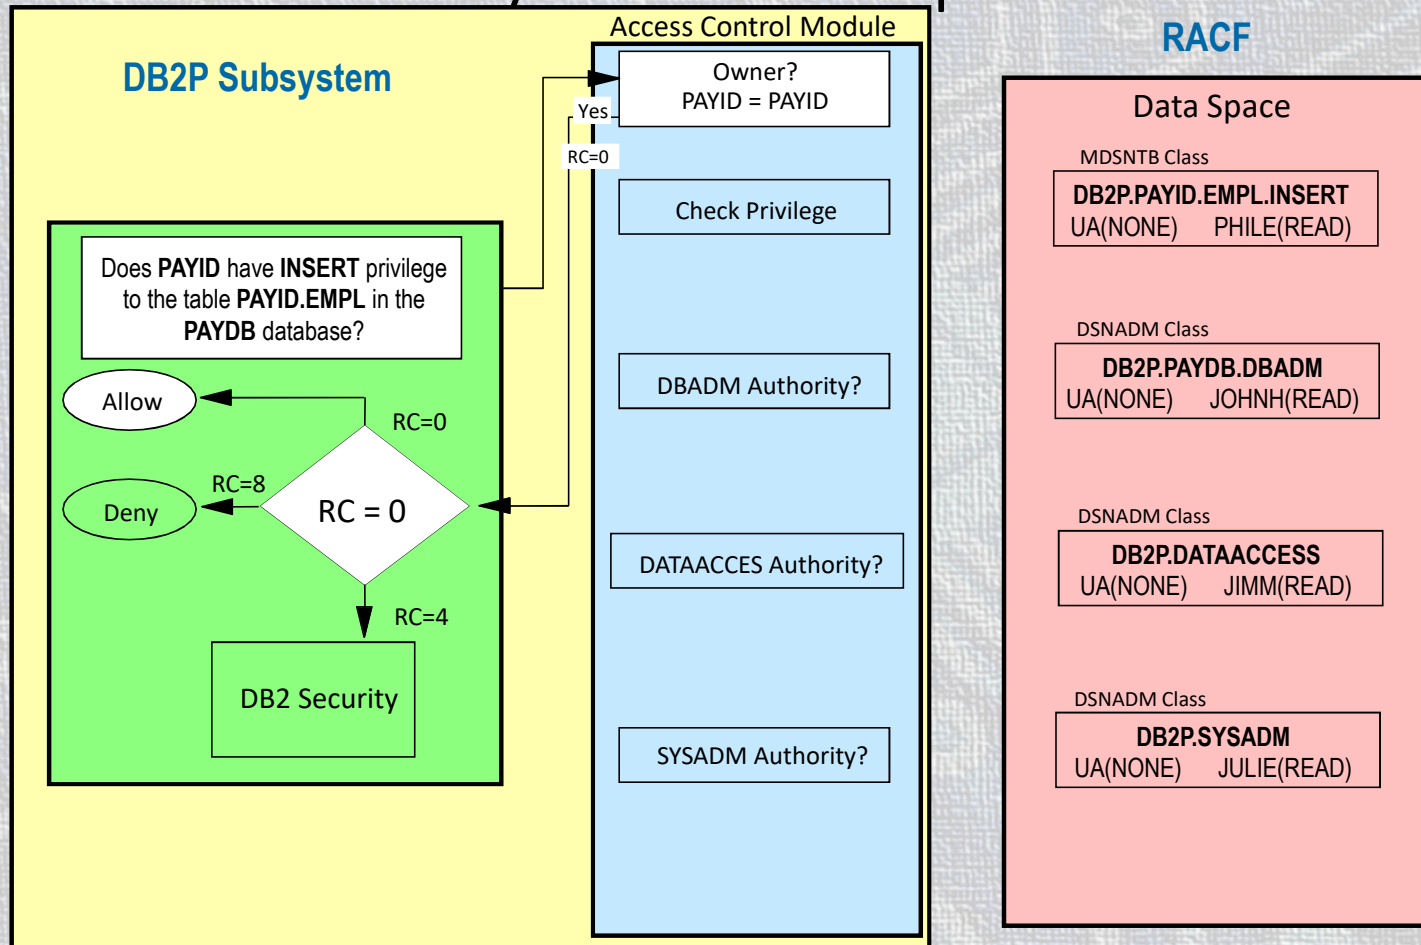 DB2P Subsystem
Access Control Module
Owner?
PAYID = PAYID
Yes
RC=0
Check Privilege
DBADM Authority?
DATAACCES Authority?
SYSADM Authority?
Does PAYID have INSERT privilege
to the table PAYID.EMPL in the
PAYDB database?
Allow
RC=0
RC=8
Deny
RC = 0
RC=4
DB2 Security
RACF
Data Space
MDSNTB Class
DB2P.PAYID.EMPL.INSERT
UA(NONE) PHILE(READ)
DSNADM Class
DB2P.PAYDB.DBADM
UA(NONE) JOHNH(READ)
DSNADM Class
DB2P.DATAACCESS
UA(NONE) JIMM(READ)
DSNADM Class
DB2P.SYSADM
UA(NONE) JULIE(READ)